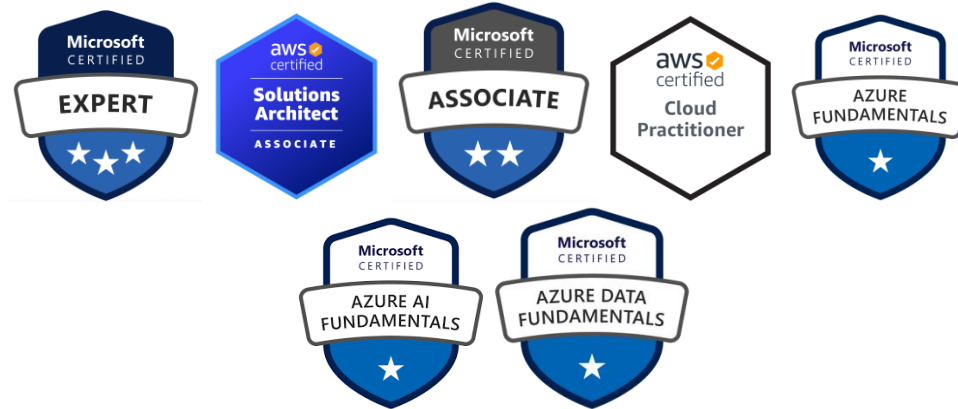 Microsoft
CERTIFIED
EXPERT
aws
certified
Solutions
Architect
ASSOCIATE
Microsoft
CERTIFIED
ASSOCIATE
aws
certified
Cloud
Practitioner
Microsoft
CERTIFIED
AZURE
FUNDAMENTALS
Microsoft
CERTIFIED
AZURE AI
FUNDAMENTALS
Microsoft
CERTIFIED
AZURE DATA
FUNDAMENTALS